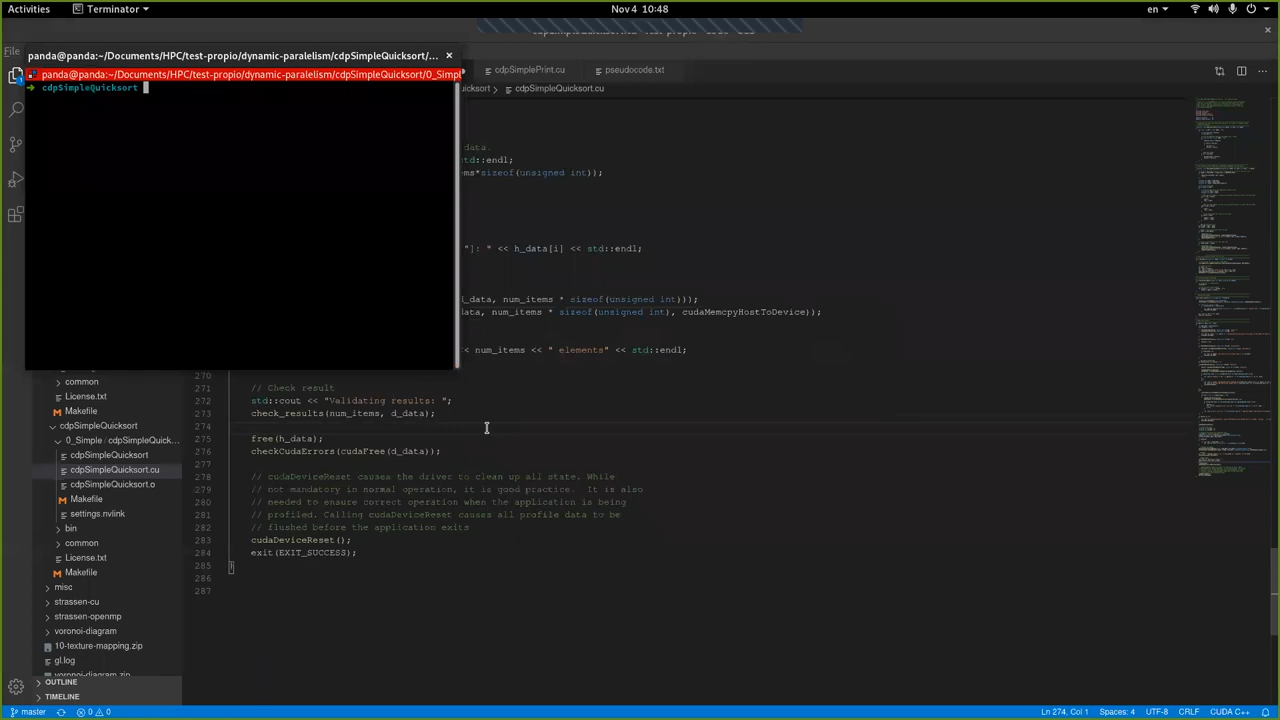 Activities
Terminator
Nov 4 10:48
en
File
panda@panda:~/Documents/HPC/test-propio/dynamic-paralelism/cdpSimpleQuicksort/...
panda@panda:~/Documents/HPC/test-propio/dynamic-paralelism/cdpSimpleQuicksort/0_Simpl
cdpSimpleQuicksort
cdpSimplePrint.cu
pseudocode.txt
cksort > cdpSimpleQuicksort.cu
data.
td::endl;
ms*sizeof(unsigned int));
"]: " << h_data[i] << std::endl;
_data, num_items * sizeof(unsigned int)));
ata, num_items * sizeof(unsigned int), cudaMemcpyHostToDevice));
< num_items << " elements" << std::endl;
270
271 // Check result
272 std::cout << "Validating results: ";
273 check_results(num_items, d_data);
274
275 free(h_data);
276 checkCudaErrors(cudaFree(d_data));
277
278 // cudaDeviceReset causes the driver to clean up all state. While
279 // not mandatory in normal operation, it is good practice.  It is also
280 // needed to ensure correct operation when the application is being
281 // profiled. Calling cudaDeviceReset causes all profile data to be
282 // flushed before the application exits
283 cudaDeviceReset();
284 exit(EXIT_SUCCESS);
285 }
286
287
common
License.txt
Makefile
cdpSimpleQuicksort
0_Simple / cdpSimpleQuick...
cdpSimpleQuicksort
cdpSimpleQuicksort.cu
cdpSimpleQuicksort.o
Makefile
settings.nvlink
bin
common
License.txt
Makefile
misc
strassen-cu
strassen-openmp
voronoi-diagram
10-texture-mapping.zip
gl.log
voronoi-diagram.zip
OUTLINE
TIMELINE
master
0
0
Ln 274, Col 1
Spaces: 4
UTF-8
CRLF
CUDA C++